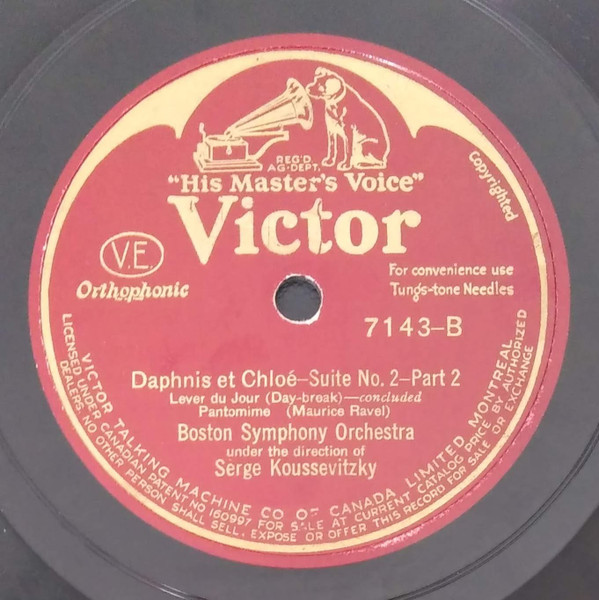 REG'D.
AG-DEPT.
"His Master's Voice"
Copyrighted
Victor
V.E.
Orthophonic
For convenience use
Tungs-tone Needles
7143-B
Daphnis et Chloé-Suite No. 2-Part 2
Lever du Jour (Day-break)-concluded
Pantomime (Maurice Ravel)
Boston Symphony Orchestra
under the direction of
Serge Koussevitzky
VICTOR TALKING MACHINE CO OF CANADA, LIMITED, MONTREAL
LICENSED UNDER CANADIAN PATENT NO 160997 FOR SALE AT CURRENT CATALOG PRICE BY AUTHORIZED
DEALERS. NO OTHER PERSON SHALL SELL, EXPOSE OR OFFER THIS RECORD FOR SALE OR EXCHANGE